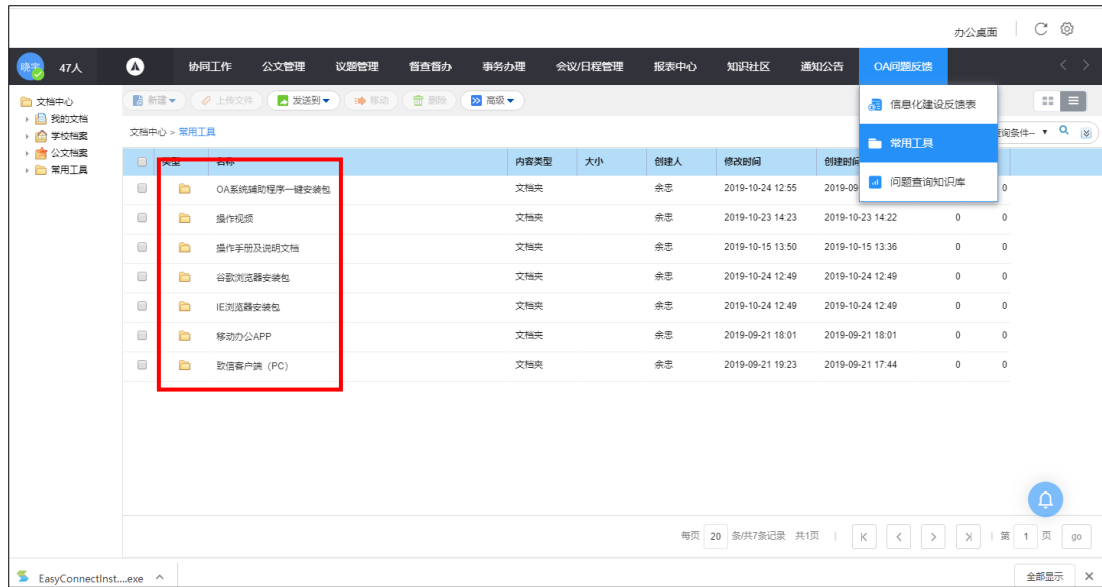 办公桌面
晓宇 47人 协同工作 公文管理 议题管理 督查督办 事务办理 会议/日程管理 报表中心 知识社区 通知公告 OA问题反馈
文档中心
我的文档
学校档案
公文档案
常用工具
新建 上传文件 发送到 移动 删除 高级
信息化建设反馈表
常用工具
问题查询知识库
文档中心 > 常用工具
询条件--
类型 名称 内容类型 大小 创建人 修改时间 创建时间
OA系统辅助程序一键安装包 文档夹 余忠 2019-10-24 12:55 2019-09 0
操作视频 文档夹 余忠 2019-10-23 14:23 2019-10-23 14:22 0 0
操作手册及说明文档 文档夹 余忠 2019-10-15 13:50 2019-10-15 13:36 0 0
谷歌浏览器安装包 文档夹 余忠 2019-10-24 12:49 2019-10-24 12:49 0 0
IE浏览器安装包 文档夹 余忠 2019-10-24 12:49 2019-10-24 12:49 0 0
移动办公APP 文档夹 余忠 2019-09-21 18:01 2019-09-21 18:01 0 0
致信客户端（PC） 文档夹 余忠 2019-09-21 19:23 2019-09-21 17:44 0 0
每页 20 条/共7条记录 共1页 第 1 页 go
EasyConnectInst....exe 全部显示